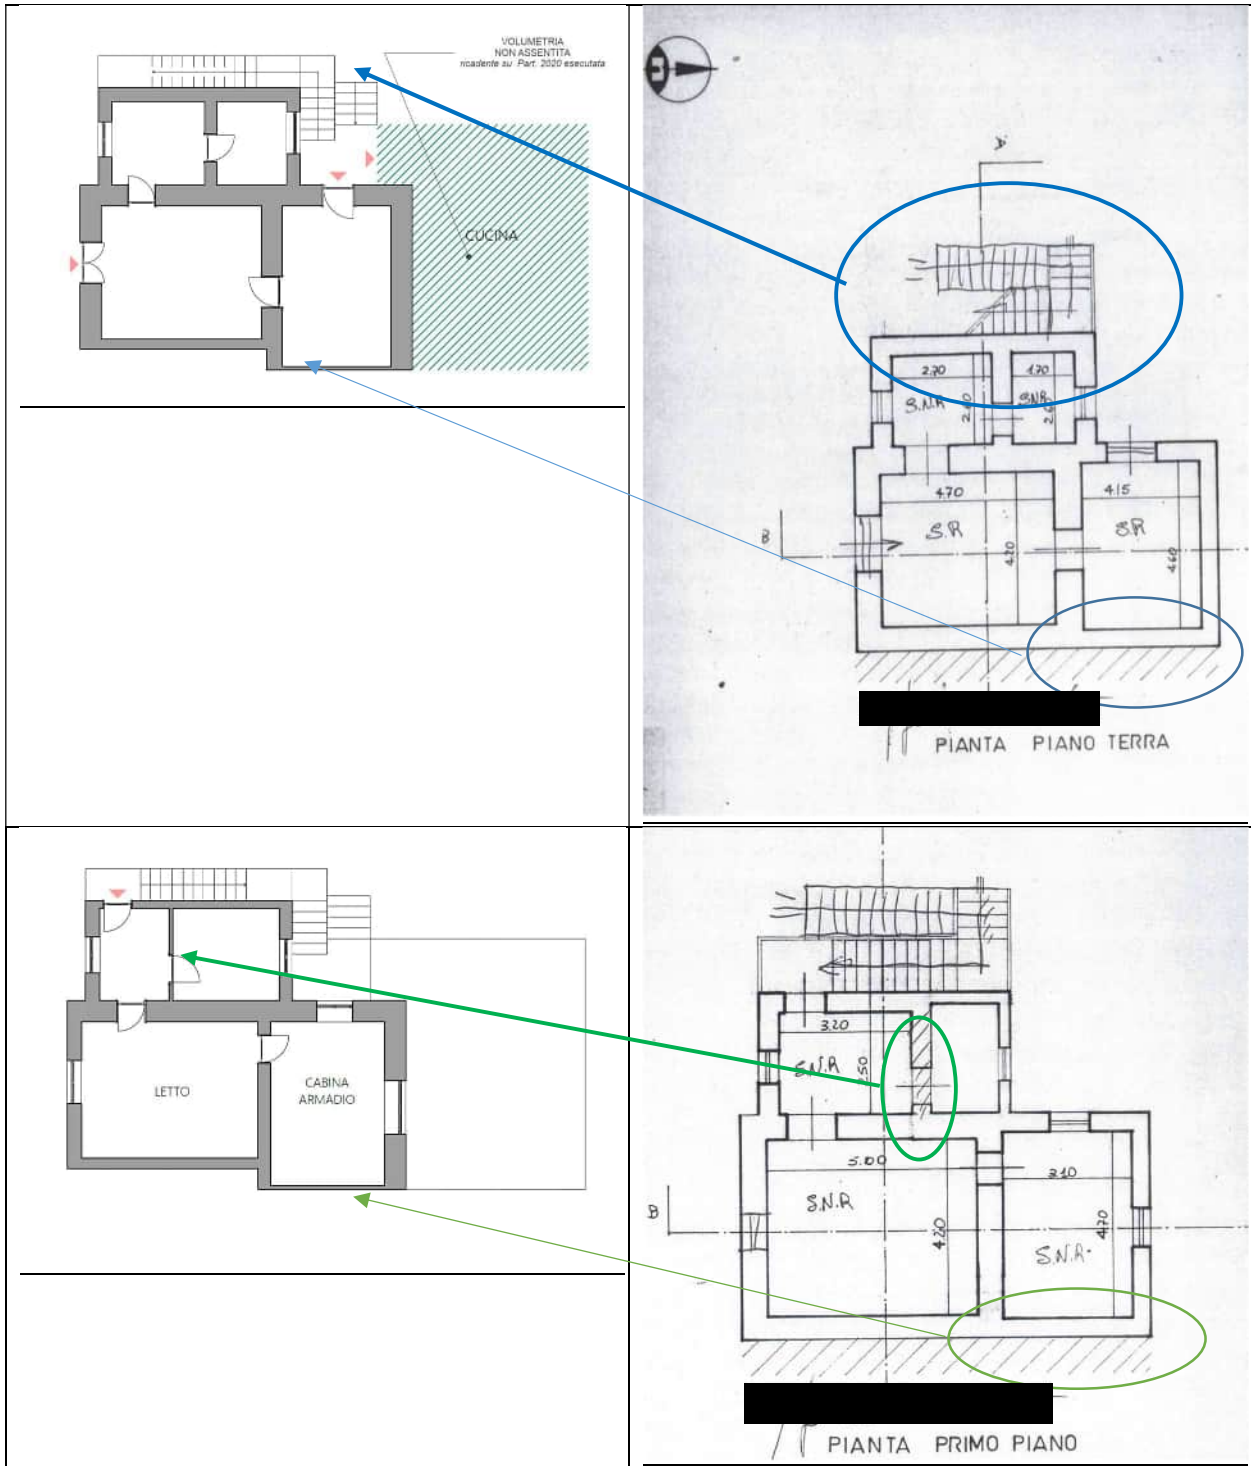 VOLUMETRIA
NON ASSENTITA
ricadente su Part. 2020 esecutata
CUCINA
2.70
1.70
S.N.R
2.60
S.N.R
2.60
4.70
4.15
S.R
S.R
B
4.20
4.60
PIANTA PIANO TERRA
LETTO
CABINA
ARMADIO
3.20
S.N.R
2.50
5.00
S.N.R
B
4.20
4.70
S.N.R.
PIANTA PRIMO PIANO